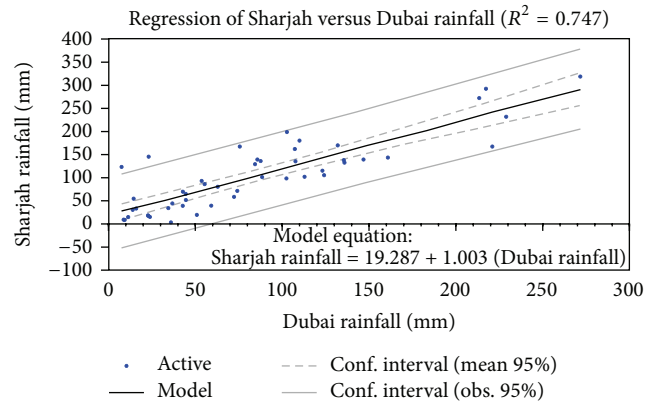 Regression of Sharjah versus Dubai rainfall (R² = 0.747)
400
350
300
250
200
150
100
50
0
−50
−100
Sharjah rainfall (mm)
Model equation:
Sharjah rainfall = 19.287 + 1.003 (Dubai rainfall)
0 50 100 150 200 250 300
Dubai rainfall (mm)
Active Conf. interval (mean 95%)
Model Conf. interval (obs. 95%)